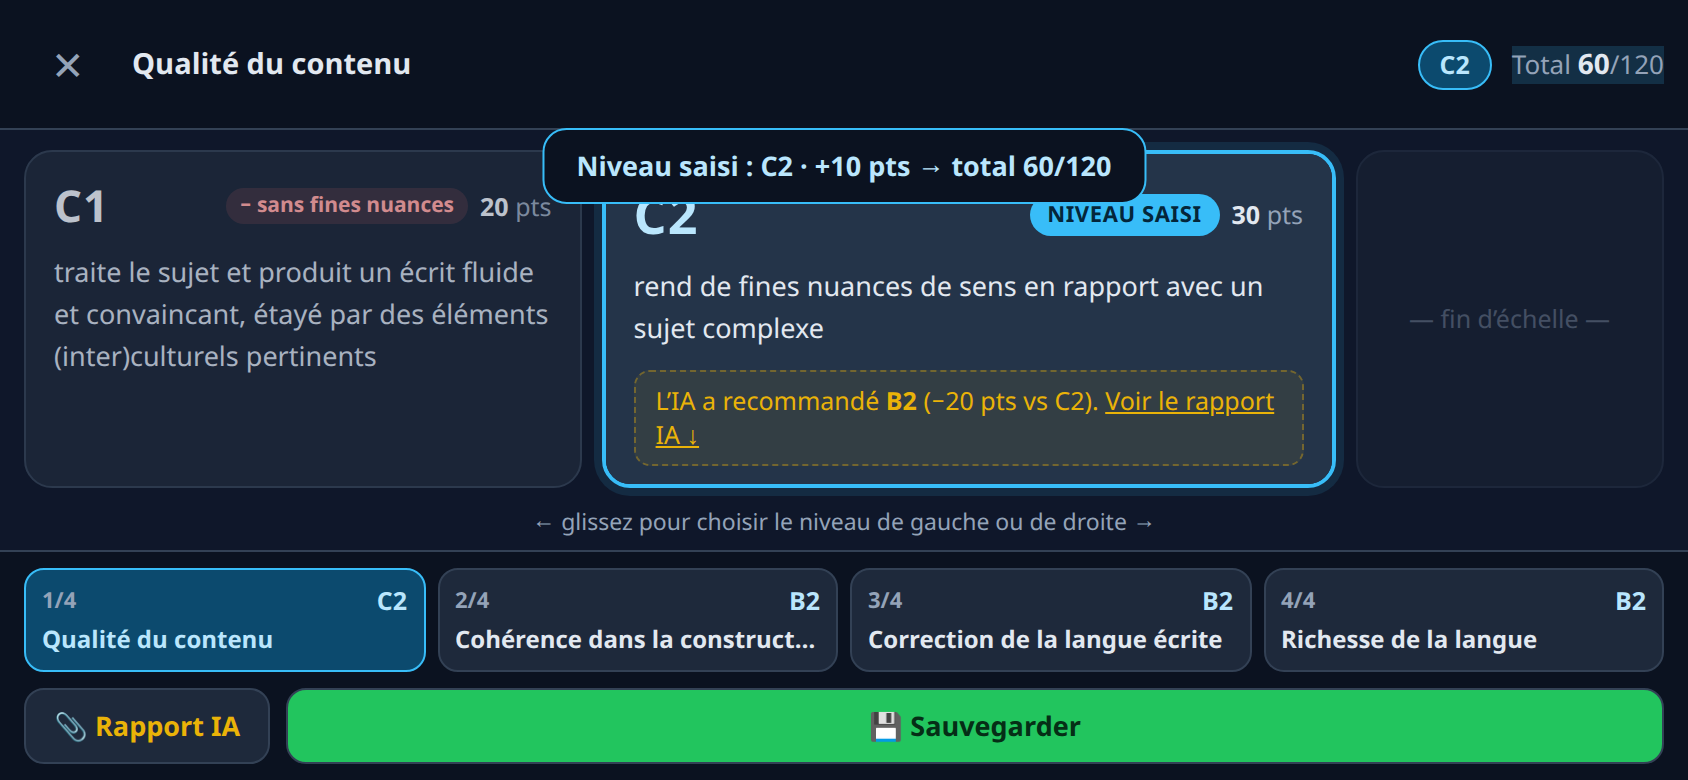 ✕ Qualité du contenu C2 Total 60/120
Niveau saisi : C2 · +10 pts → total 60/120
C1 – sans fines nuances 20 pts
traite le sujet et produit un écrit fluide
et convaincant, étayé par des éléments
(inter)culturels pertinents
C2 NIVEAU SAISI 30 pts
rend de fines nuances de sens en rapport avec un
sujet complexe
L’IA a recommandé B2 (−20 pts vs C2). Voir le rapport
IA ↓
— fin d’échelle —
← glissez pour choisir le niveau de gauche ou de droite →
1/4 C2
Qualité du contenu
2/4 B2
Cohérence dans la construct…
3/4 B2
Correction de la langue écrite
4/4 B2
Richesse de la langue
📎 Rapport IA
💾 Sauvegarder